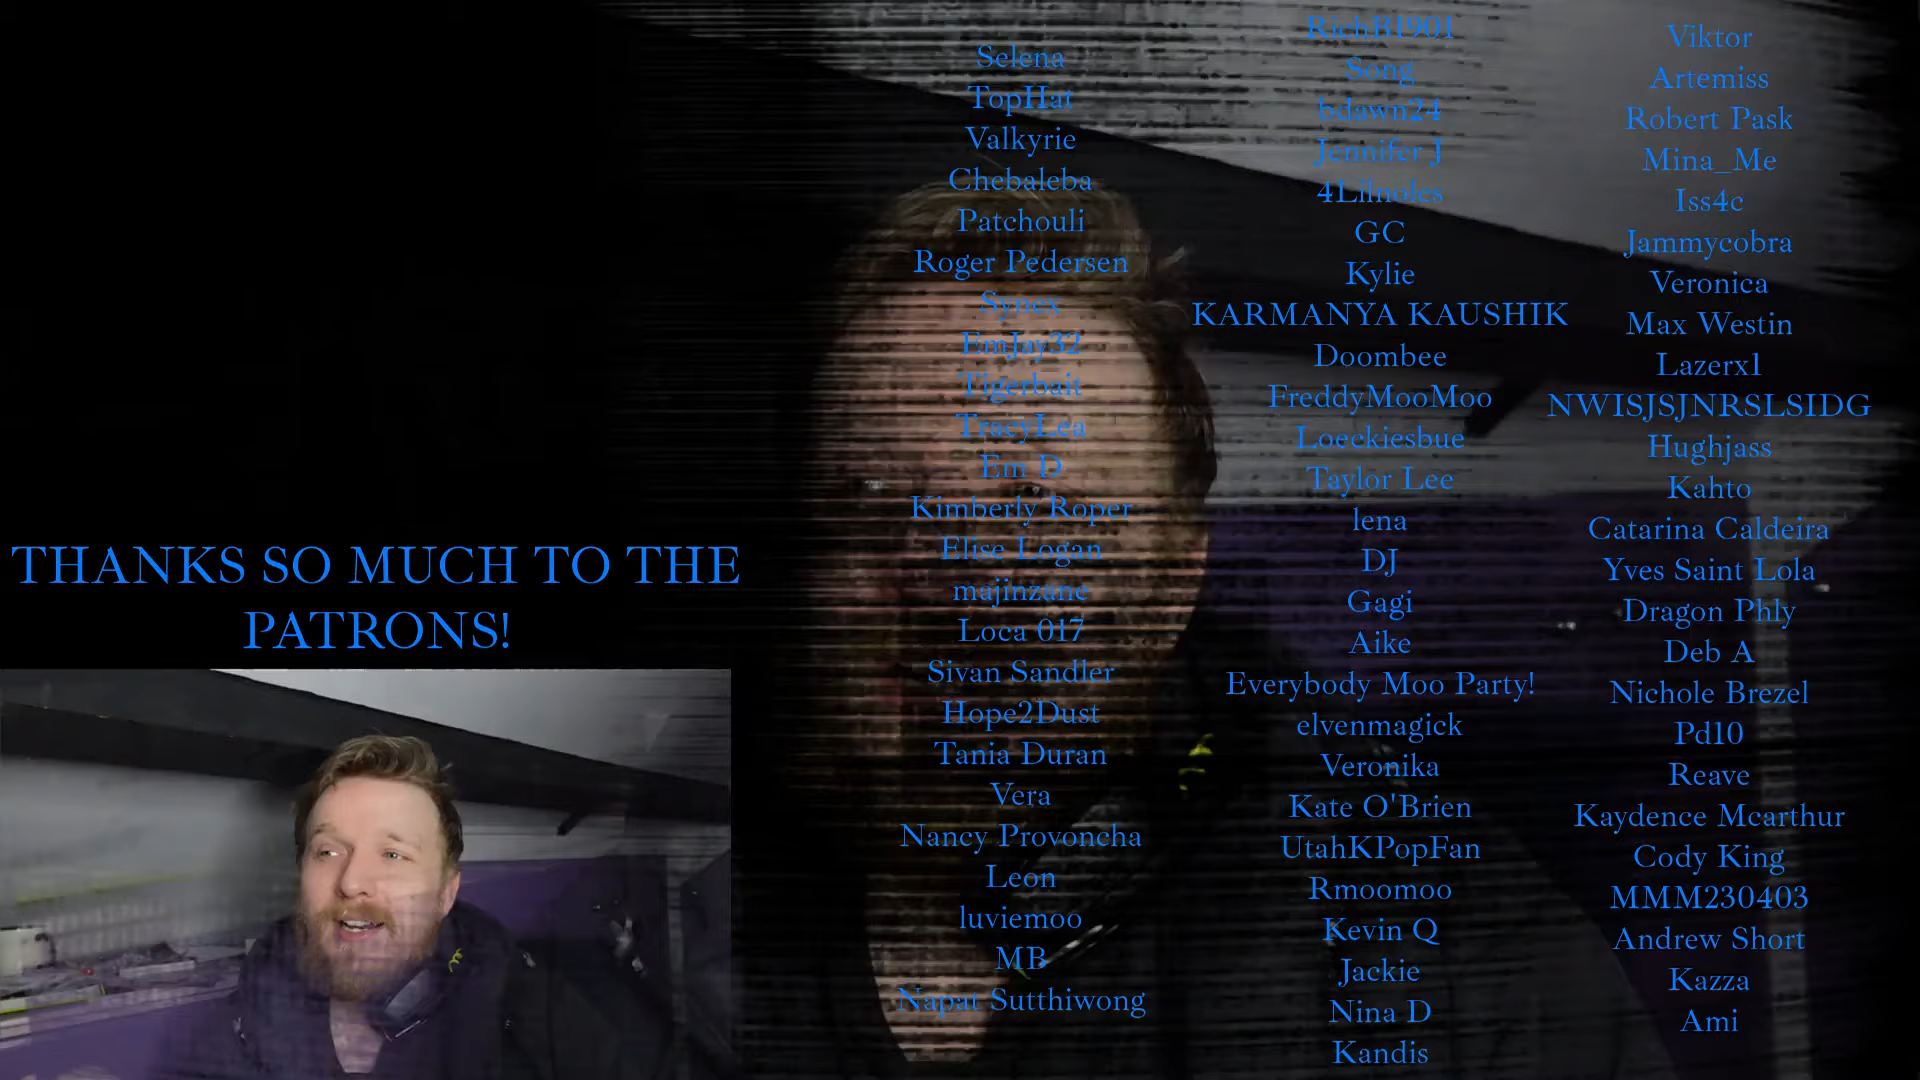 THANKS SO MUCH TO THE
PATRONS!
Selena
TopHat
Valkyrie
Chebaleba
Patchouli
Roger Pedersen
Synex
EmJay32
Tigerbait
TracyLea
Em D
Kimberly Roper
Elise Logan
majinzane
Loca 017
Sivan Sandler
Hope2Dust
Tania Duran
Vera
Nancy Provoncha
Leon
luviemoo
MB
Napat Sutthiwong
RichB1901
Song
bdawn24
Jennifer J
4Lilnoles
GC
Kylie
KARMANYA KAUSHIK
Doombee
FreddyMooMoo
Loeckiesbue
Taylor Lee
lena
DJ
Gagi
Aike
Everybody Moo Party!
elvenmagick
Veronika
Kate O'Brien
UtahKPopFan
Rmoomoo
Kevin Q
Jackie
Nina D
Kandis
Viktor
Artemiss
Robert Pask
Mina_Me
Iss4c
Jammycobra
Veronica
Max Westin
Lazerx1
NWISJSJNRSLSIDG
Hughjass
Kahto
Catarina Caldeira
Yves Saint Lola
Dragon Phly
Deb A
Nichole Brezel
Pd10
Reave
Kaydence Mcarthur
Cody King
MMM230403
Andrew Short
Kazza
Ami